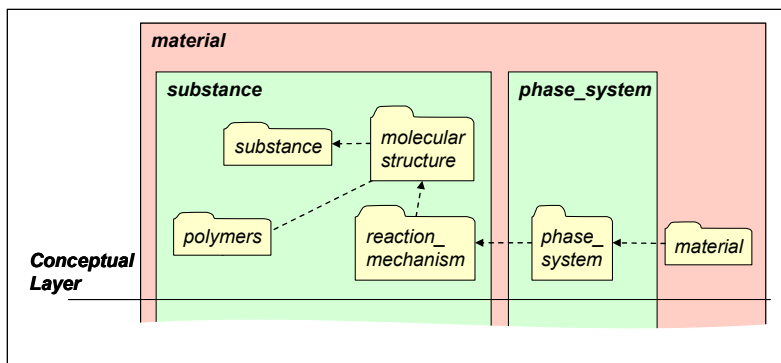 material
substance
phase_system
substance
molecular
structure
polymers
reaction_
mechanism
phase_
system
material
Conceptual
Layer